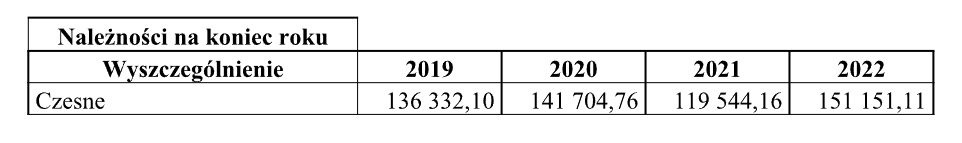 Należności na koniec roku
Wyszczególnienie 2019 2020 2021 2022
Czesne 136 332,10 141 704,76 119 544,16 151 151,11